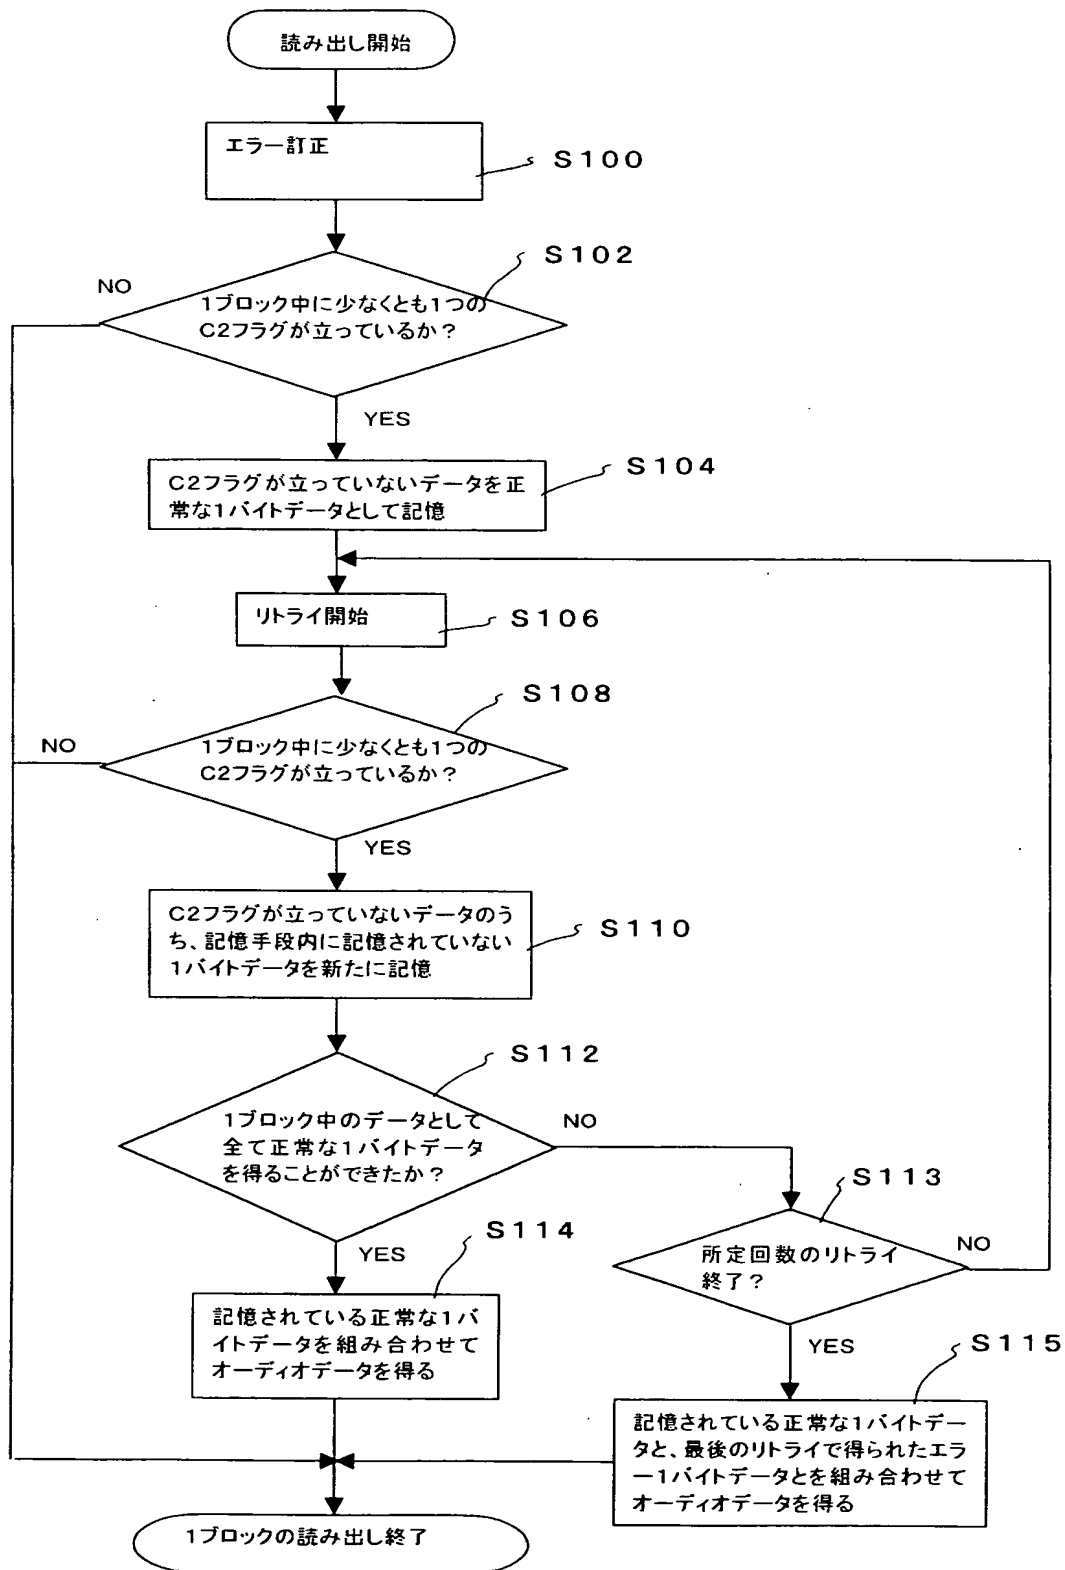 読み出し開始
エラー訂正
S100
S102
NO
1ブロック中に少なくとも1つの
C2フラグが立っているか？
YES
S104
C2フラグが立っていないデータを正
常な1バイトデータとして記憶
リトライ開始
S106
S108
NO
1ブロック中に少なくとも1つの
C2フラグが立っているか？
YES
C2フラグが立っていないデータのう
ち、記憶手段内に記憶されていない
1バイトデータを新たに記憶
S110
S112
1ブロック中のデータとして
全て正常な1バイトデータ
を得ることができたか？
NO
S113
所定回数のリトライ
終了？
NO
S114
YES
記憶されている正常な1バ
イトデータを組み合わせて
オーディオデータを得る
YES
S115
記憶されている正常な1バイトデー
タと、最後のリトライで得られたエラ
ー1バイトデータとを組み合わせて
オーディオデータを得る
1ブロックの読み出し終了